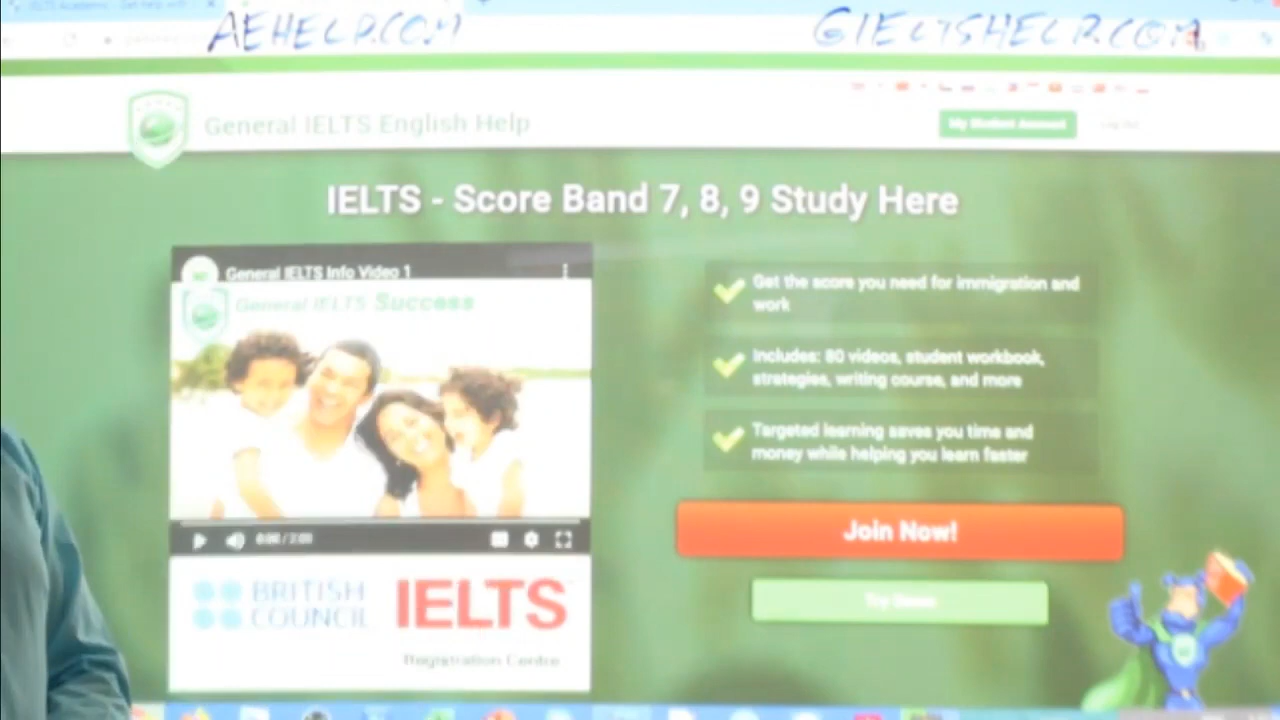 AEHELP.COM
GIELTSHELP.COM
General IELTS English Help
My Student Account
Log Out
IELTS - Score Band 7, 8, 9 Study Here
General IELTS Info Video 1
General IELTS Success
Get the score you need for immigration and
work
Includes: 80 videos, student workbook,
strategies, writing course, and more
Targeted learning saves you time and
money while helping you learn faster
Join Now!
BRITISH
COUNCIL
IELTS
Registration Centre